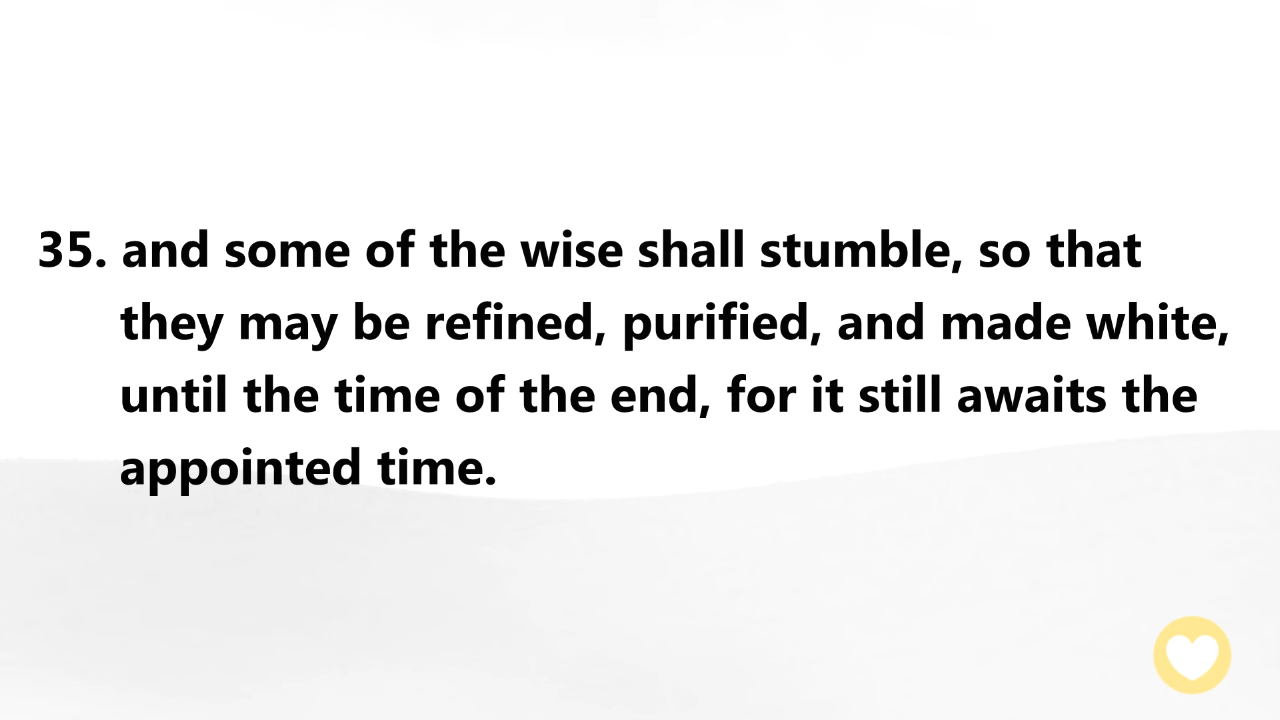 35. and some of the wise shall stumble, so that
they may be refined, purified, and made white,
until the time of the end, for it still awaits the
appointed time.